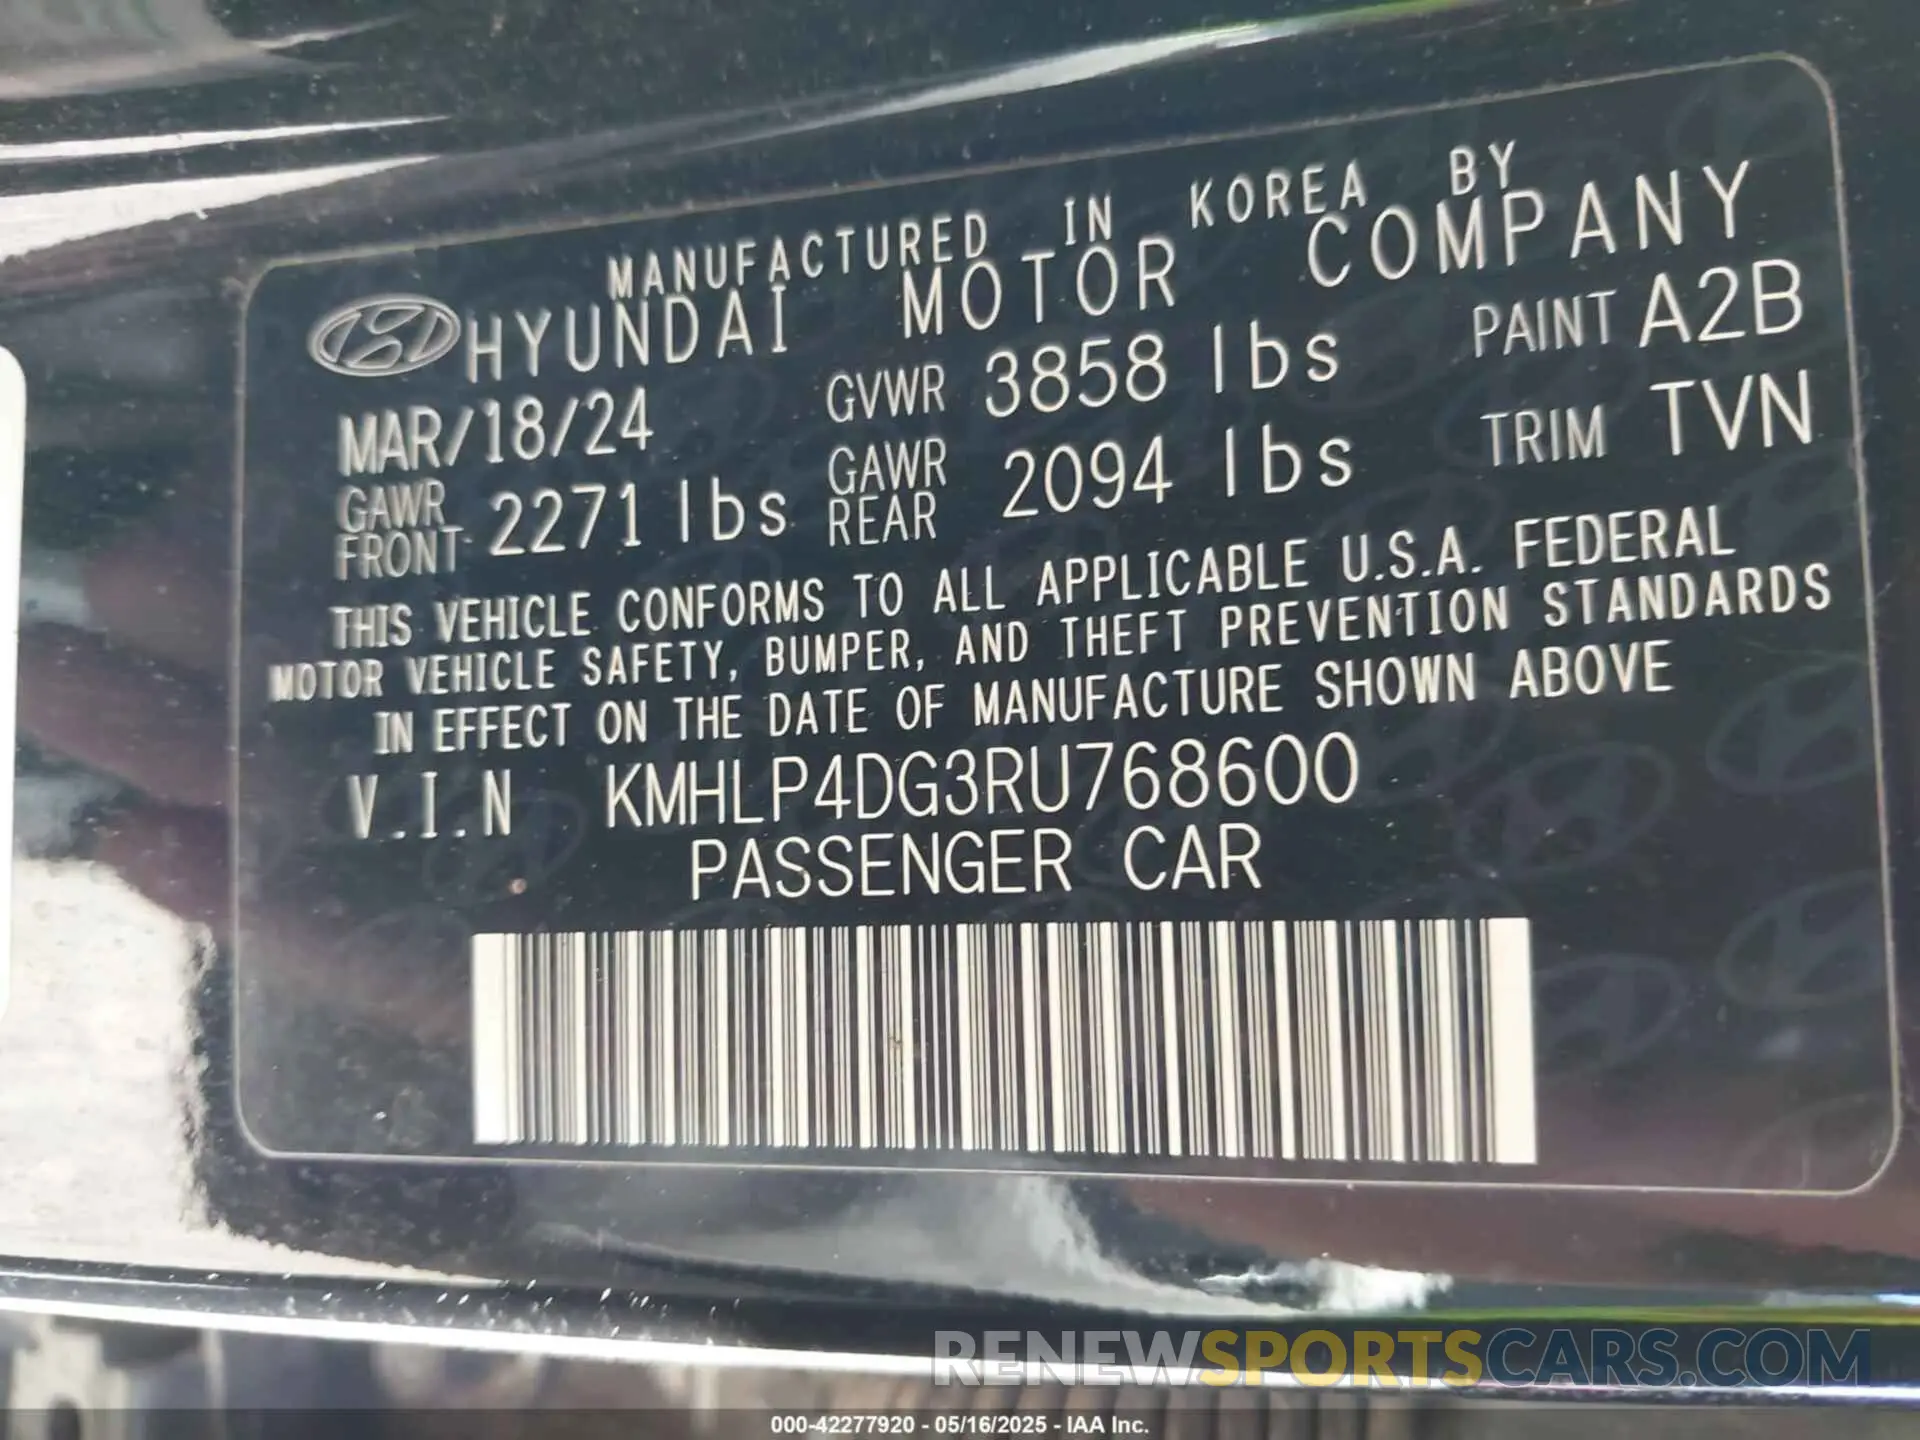 MANUFACTURED IN KOREA BY
HYUNDAI MOTOR COMPANY
MAR/18/24 GVWR 3858 lbs PAINT A2B
GAWR FRONT 2271 lbs GAWR REAR 2094 lbs TRIM TVN
THIS VEHICLE CONFORMS TO ALL APPLICABLE U.S.A. FEDERAL
MOTOR VEHICLE SAFETY, BUMPER, AND THEFT PREVENTION STANDARDS
IN EFFECT ON THE DATE OF MANUFACTURE SHOWN ABOVE
V.I.N KMHLP4DG3RU768600
PASSENGER CAR
RENEWSPORTSCARS.COM
000-42277920 - 05/16/2025 - IAA Inc.